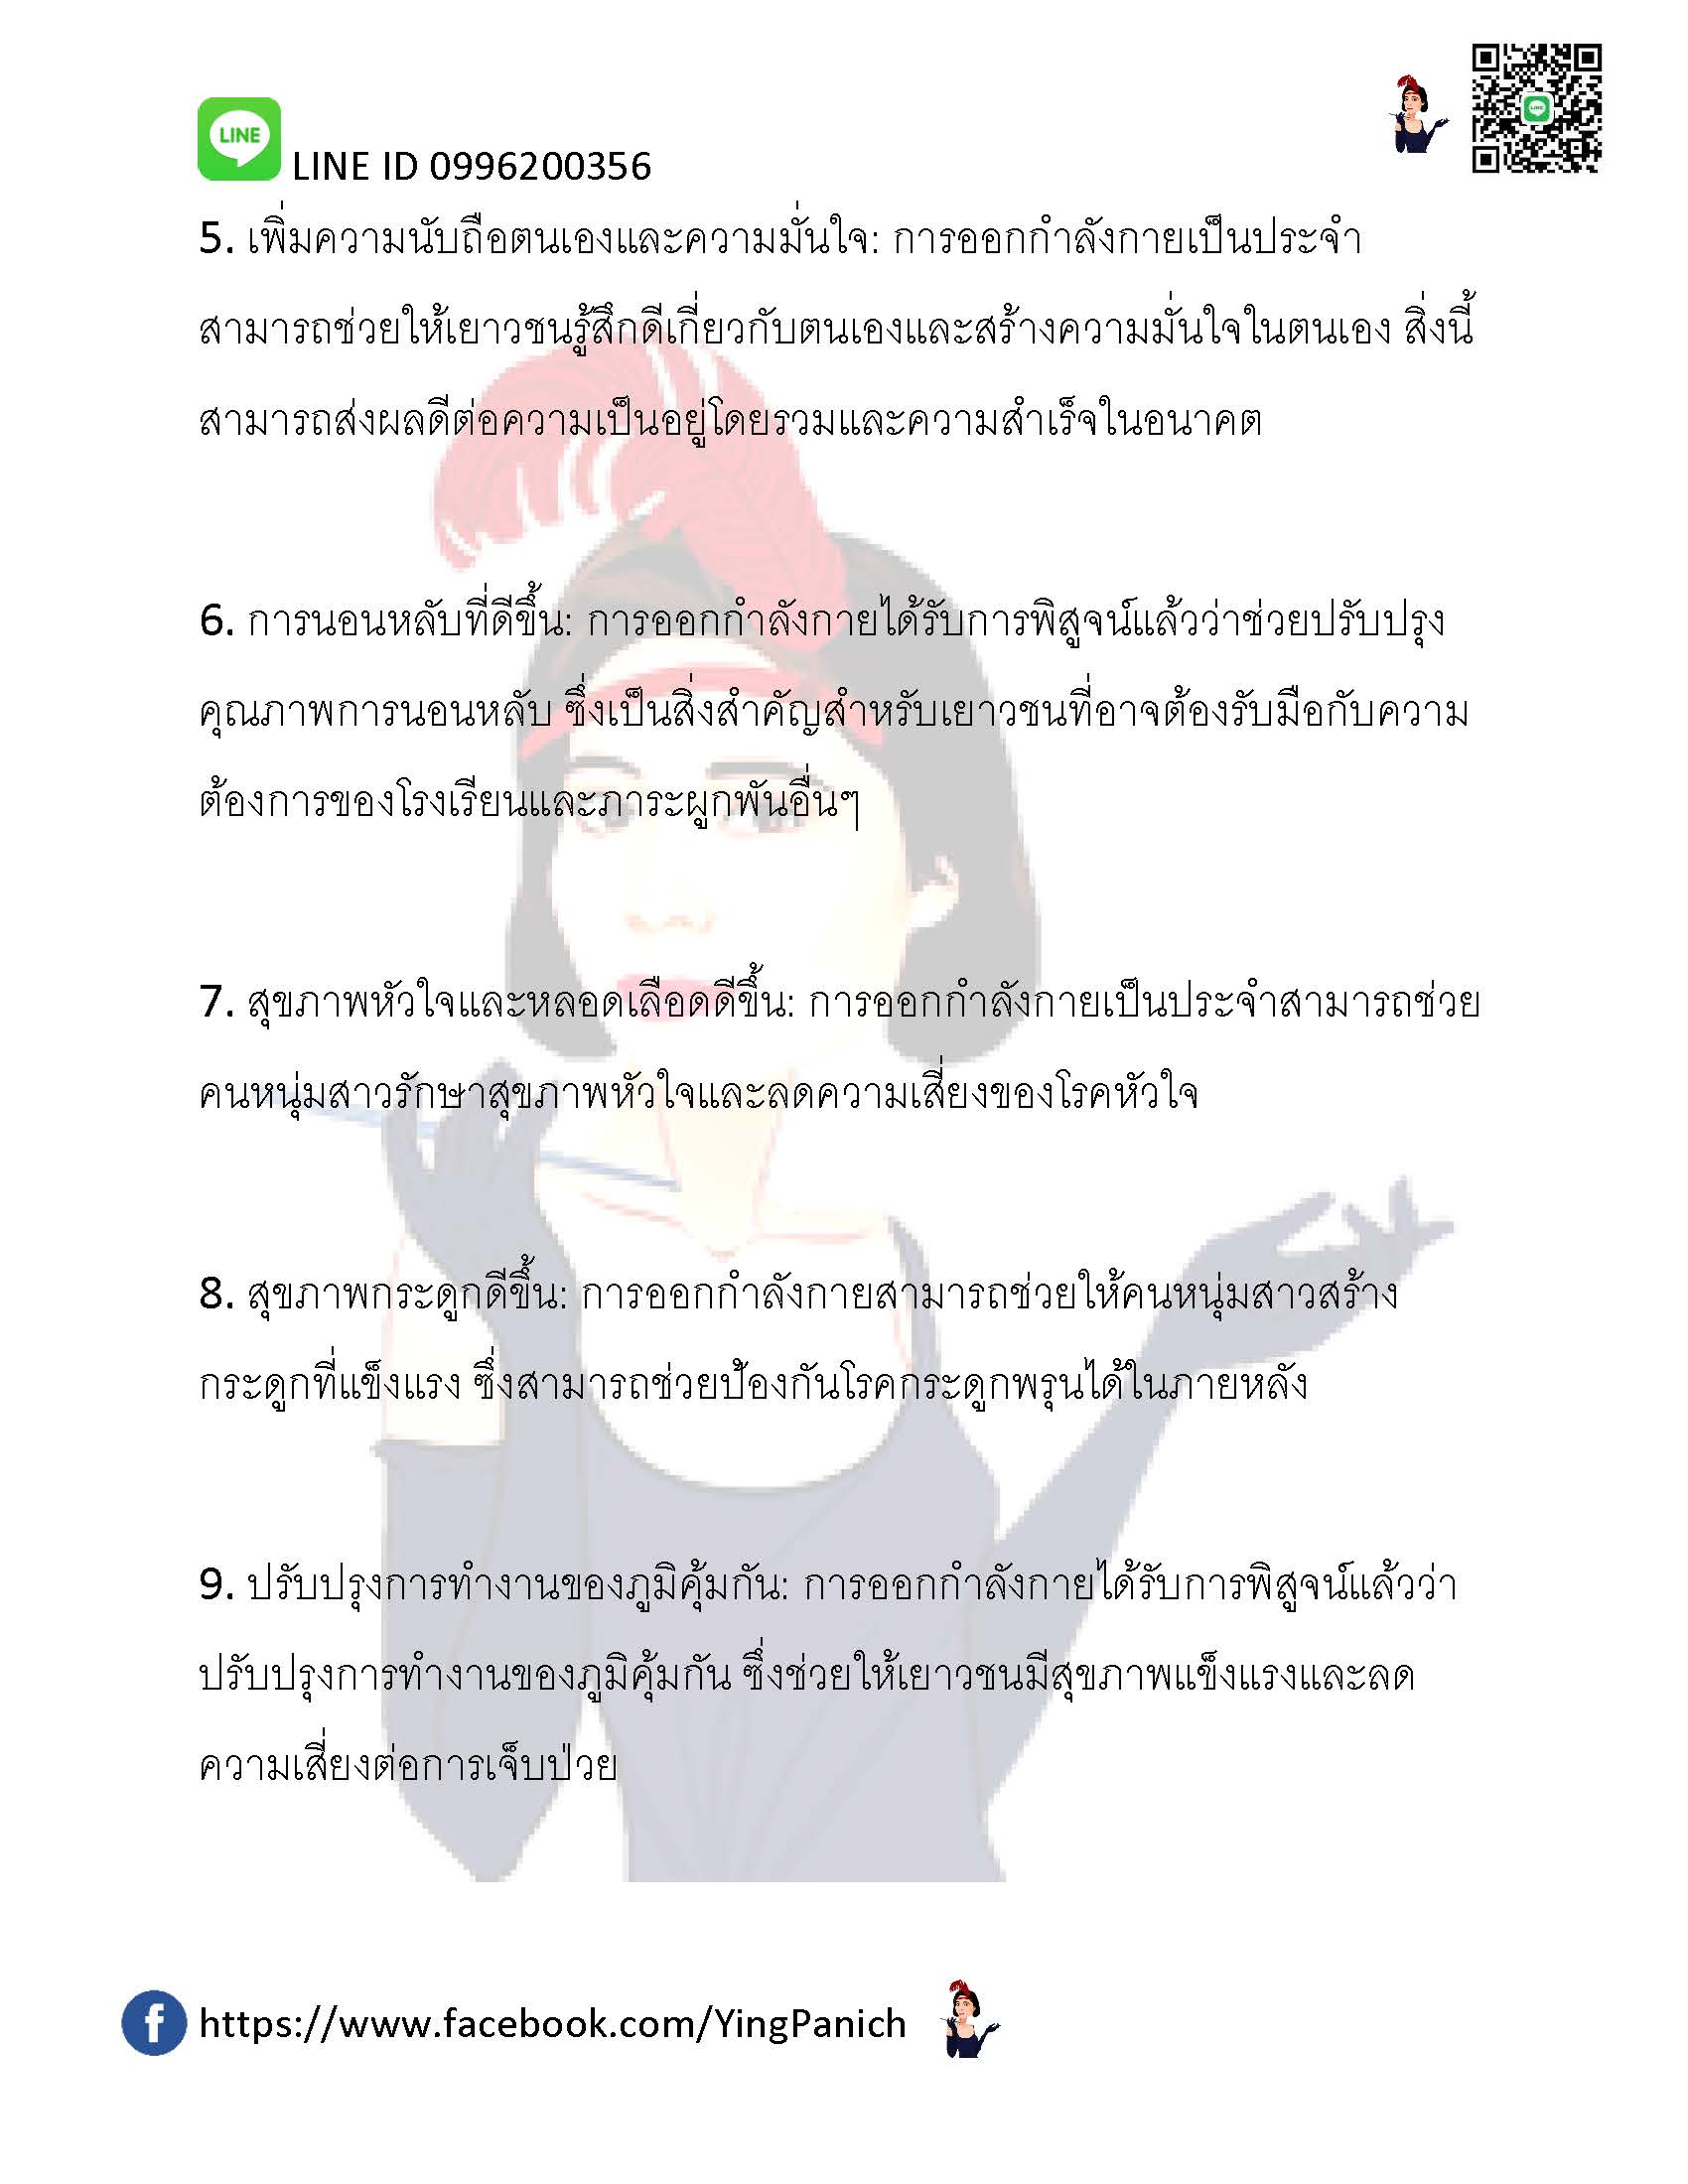 LINE
LINE ID 0996200356
5. เพิ่มความนับถือตนเองและความมั่นใจ: การออกกำลังกายเป็นประจำ
สามารถช่วยให้เยาวชนรู้สึกดีเกี่ยวกับตนเองและสร้างความมั่นใจในตนเอง สิ่งนี้
สามารถส่งผลดีต่อความเป็นอยู่โดยรวมและความสำเร็จในอนาคต
6. การนอนหลับที่ดีขึ้น: การออกกำลังกายได้รับการพิสูจน์แล้วว่าช่วยปรับปรุง
คุณภาพการนอนหลับ ซึ่งเป็นสิ่งสำคัญสำหรับเยาวชนที่อาจต้องรับมือกับความ
ต้องการของโรงเรียนและภาระผูกพันอื่นๆ
7. สุขภาพหัวใจและหลอดเลือดดีขึ้น: การออกกำลังกายเป็นประจำสามารถช่วย
คนหนุ่มสาวรักษาสุขภาพหัวใจและลดความเสี่ยงของโรคหัวใจ
8. สุขภาพกระดูกดีขึ้น: การออกกำลังกายสามารถช่วยให้คนหนุ่มสาวสร้าง
กระดูกที่แข็งแรง ซึ่งสามารถช่วยป้องกันโรคกระดูกพรุนได้ในภายหลัง
9. ปรับปรุงการทำงานของภูมิคุ้มกัน: การออกกำลังกายได้รับการพิสูจน์แล้วว่า
ปรับปรุงการทำงานของภูมิคุ้มกัน ซึ่งช่วยให้เยาวชนมีสุขภาพแข็งแรงและลด
ความเสี่ยงต่อการเจ็บป่วย
https://www.facebook.com/YingPanich